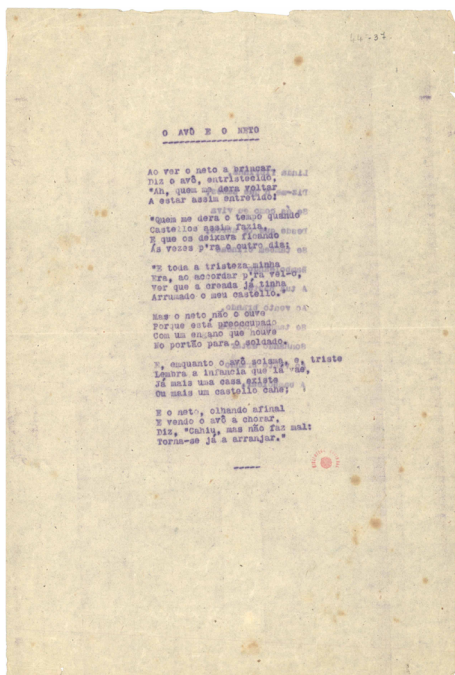 44-37.
O AVÔ E O NETO
Ao ver o neto a brincar,
Diz o avô, entristecido,
"Ah, quem me dera voltar
A estar assim entretido!
"Quem me dera o tempo quando
Castellos assim fazia,
E que os deixava ficando
Ás vezes p'ra o outro dia;
"E toda a tristeza minha
Era, ao accordar p'ra vel-o,
Ver que a creada já tinha
Arrumado o meu castello."
Mas o neto não o ouve
Porque está preoccupado
Com um engano que houve
No portão para o soldado.
E, enquanto o avô scisma, e, triste
Lembra a infancia que lá vae,
Já mais uma casa existe
Ou mais um castello cahe;
E o neto, olhando afinal
E vendo o avô a chorar,
Diz, "Cahiu, mas não faz mal:
Torna-se já a arranjar."